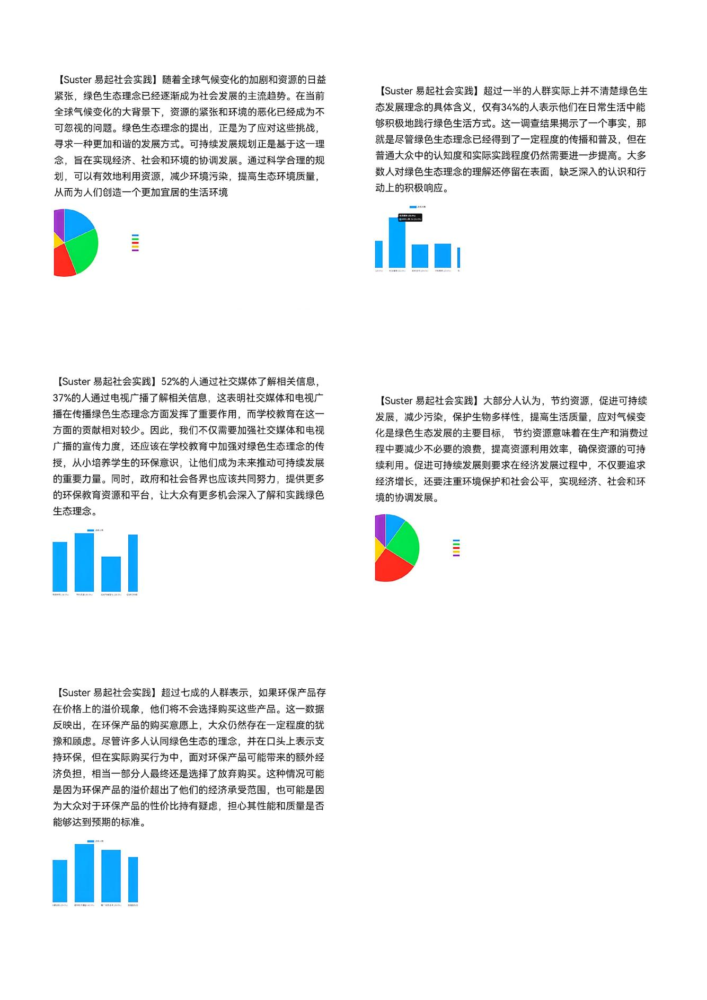 【Suster 易起社会实践】随着全球气候变化的加剧和资源的日益
紧张，绿色生态理念已经逐渐成为社会发展的主流趋势。在当前
全球气候变化的大背景下，资源的紧张和环境的恶化已经成为不
可忽视的问题。绿色生态理念的提出，正是为了应对这些挑战，
寻求一种更加和谐的发展方式。可持续发展规划正是基于这一理
念，旨在实现经济、社会和环境的协调发展。通过科学合理的规
划，可以有效地利用资源，减少环境污染，提高生态环境质量，
从而为人们创造一个更加宜居的生活环境
【Suster 易起社会实践】超过一半的人群实际上并不清楚绿色生
态发展理念的具体含义，仅有34%的人表示他们在日常生活中能
够积极地践行绿色生活方式。这一调查结果揭示了一个事实，那
就是尽管绿色生态理念已经得到了一定程度的传播和普及，但在
普通大众中的认知度和实际实践程度仍然需要进一步提高。大多
数人对绿色生态理念的理解还停留在表面，缺乏深入的认识和行
动上的积极响应。
选择人数
社交媒体 (52.0%)
【Suster 易起社会实践】52%的人通过社交媒体了解相关信息，
37%的人通过电视广播了解相关信息，这表明社交媒体和电视广
播在传播绿色生态理念方面发挥了重要作用，而学校教育在这一
方面的贡献相对较少。因此，我们不仅需要加强社交媒体和电视
广播的宣传力度，还应该在学校教育中加强对绿色生态理念的传
授，从小培养学生的环保意识，让他们成为未来推动可持续发展
的重要力量。同时，政府和社会各界也应该共同努力，提供更多
的环保教育资源和平台，让大众有更多机会深入了解和实践绿色
生态理念。
选择人数
【Suster 易起社会实践】大部分人认为，节约资源，促进可持续
发展，减少污染，保护生物多样性，提高生活质量，应对气候变
化是绿色生态发展的主要目标， 节约资源意味着在生产和消费过
程中要减少不必要的浪费，提高资源利用效率，确保资源的可持
续利用。促进可持续发展则要求在经济发展过程中，不仅要追求
经济增长，还要注重环境保护和社会公平，实现经济、社会和环
境的协调发展。
【Suster 易起社会实践】超过七成的人群表示，如果环保产品存
在价格上的溢价现象，他们将不会选择购买这些产品。这一数据
反映出，在环保产品的购买意愿上，大众仍然存在一定程度的犹
豫和顾虑。尽管许多人认同绿色生态的理念，并在口头上表示支
持环保，但在实际购买行为中，面对环保产品可能带来的额外经
济负担，相当一部分人最终还是选择了放弃购买。这种情况可能
是因为环保产品的溢价超出了他们的经济承受范围，也可能是因
为大众对于环保产品的性价比持有疑虑，担心其性能和质量是否
能够达到预期的标准。
选择人数